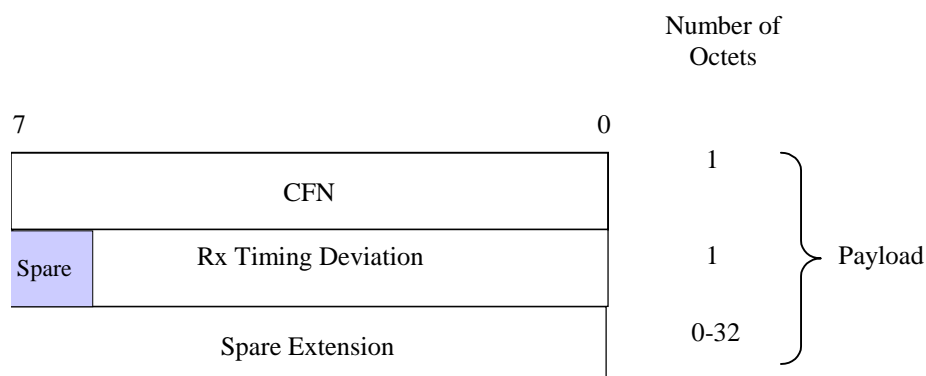 Number of
Octets
7 0
CFN 1
Spare Rx Timing Deviation 1 Payload
Spare Extension 0-32